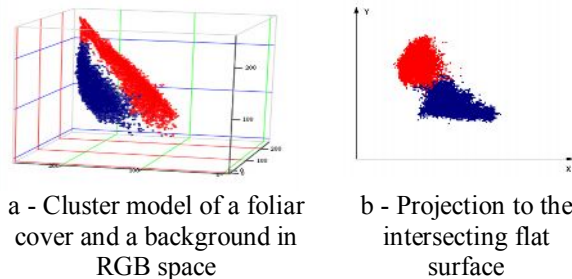 Y
200
100
0
200
100
200
100
X
a - Cluster model of a foliar
cover and a background in
RGB space
b - Projection to the
intersecting flat
surface